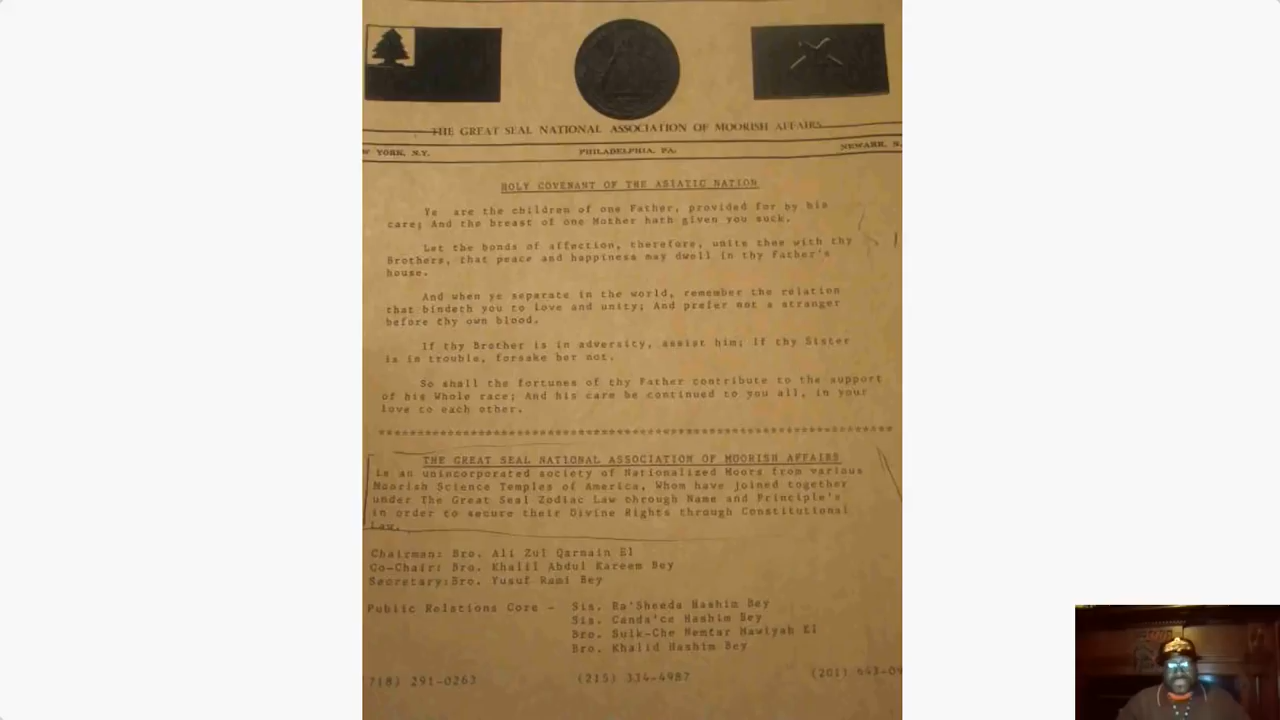 THE GREAT SEAL NATIONAL ASSOCIATION OF MOORISH AFFAIRS
W YORK, N.Y. PHILADELPHIA, PA. NEWARK, N.
HOLY COVENANT OF THE ASIATIC NATION
Ye are the children of one Father, provided for by his
care; And the breast of one Mother hath given you suck.
Let the bonds of affection, therefore, unite thee with thy
Brothers, that peace and happiness may dwell in thy Father's
house.
And when ye separate in the world, remember the relation
that bindeth you to love and unity; And prefer not a stranger
before thy own blood.
If thy Brother is in adversity, assist him; if thy Sister
is in trouble, forsake her not.
So shall the fortunes of thy Father contribute to the support
of his Whole race; And his care be continued to you all, in your
love to each other.
THE GREAT SEAL NATIONAL ASSOCIATION OF MOORISH AFFAIRS
is an unincorporated society of Nationalized Moors from various
Moorish Science Temples of America, Whom have joined together
under The Great Seal Zodiac Law through Name and Principle's
in order to secure their Divine Rights through Constitutional
Law.
Chairman: Bro. Ali Zul Qarnain El
Co-Chair: Bro. Khalil Abdul Kareem Bey
Secretary:Bro. Yusuf Rami Bey
Public Relations Core - Sis. Ra'Sheeda Hashim Bey
Sis. Canda'ce Hashim Bey
Bro. Sulk-Che Nemtar Hawiyah El
Bro. Khalid Hashim Bey
718) 291-0263 (215) 334-4987 (201)